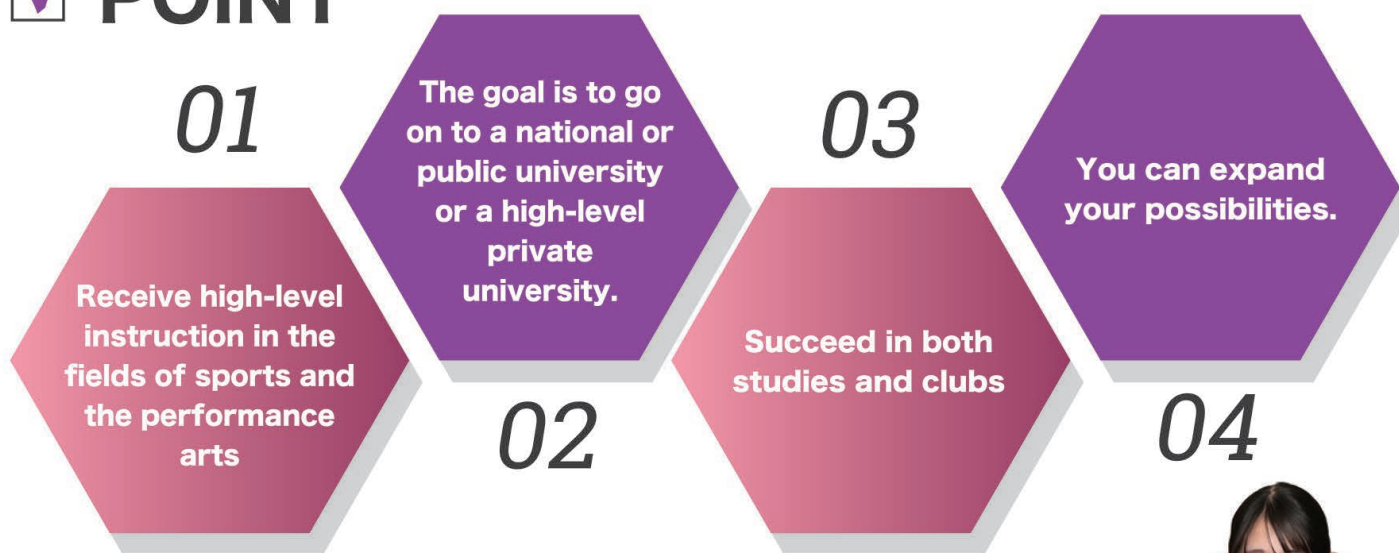 POINT
01
Receive high-level
instruction in the
fields of sports and
the performance
arts
The goal is to go
on to a national or
public university
or a high-level
private
university.
02
03
Succeed in both
studies and clubs
You can expand
your possibilities.
04